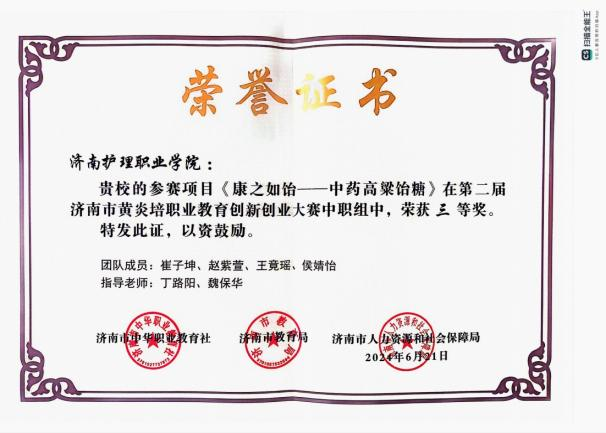 荣誉证书
济南护理职业学院：
贵校的参赛项目《康之如饴——中药高粱饴糖》在第二届
济南市黄炎培职业教育创新创业大赛中职组中，荣获 三 等奖。
特发此证，以资鼓励。
团队成员：崔子坤、赵紫萱、王竟瑶、侯婧怡
指导老师：丁路阳、魏保华
济南市中华职业教育社
济南市教育局
济南市人力资源和社会保障局
2024年6月21日
扫描全能王